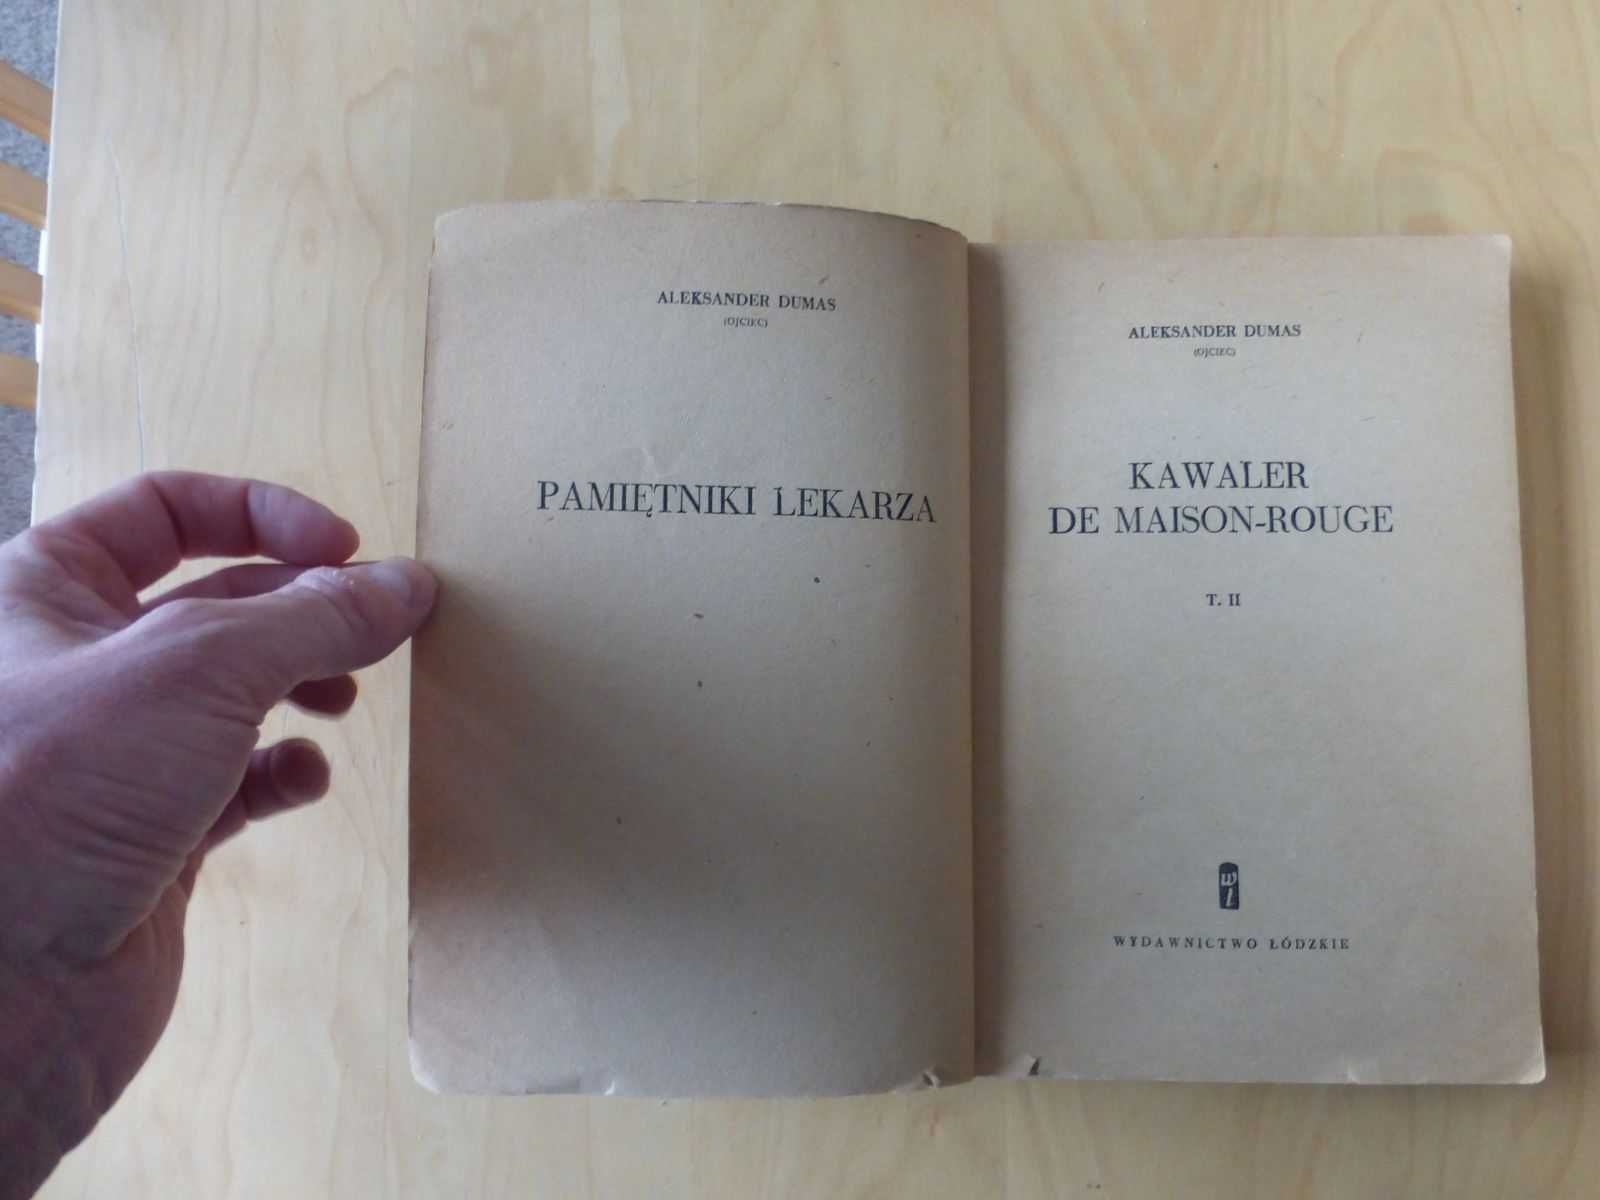 ALEKSANDER DUMAS
(OJCIEC)
PAMIĘTNIKI LEKARZA
ALEKSANDER DUMAS
(OJCIEC)
KAWALER
DE MAISON-ROUGE
T. II
w
ł
WYDAWNICTWO ŁÓDZKIE